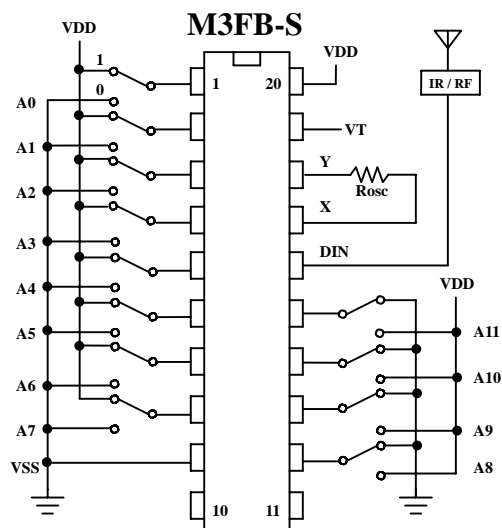 M3FB-S
VDD
1
0
A0
A1
A2
A3
A4
A5
A6
A7
VSS
1
20
10
11
VDD
VT
Y
Rosc
X
DIN
IR / RF
VDD
A11
A10
A9
A8